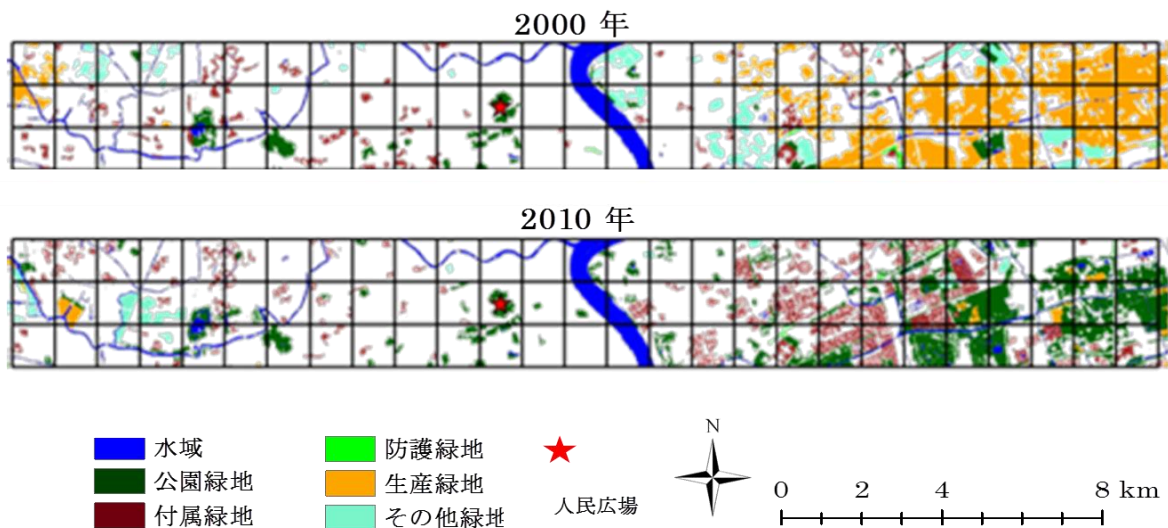 2000 年
2010 年
水域
公園緑地
付属緑地
防護緑地
生産緑地
その他緑地
人民広場
N
0 2 4 8 km